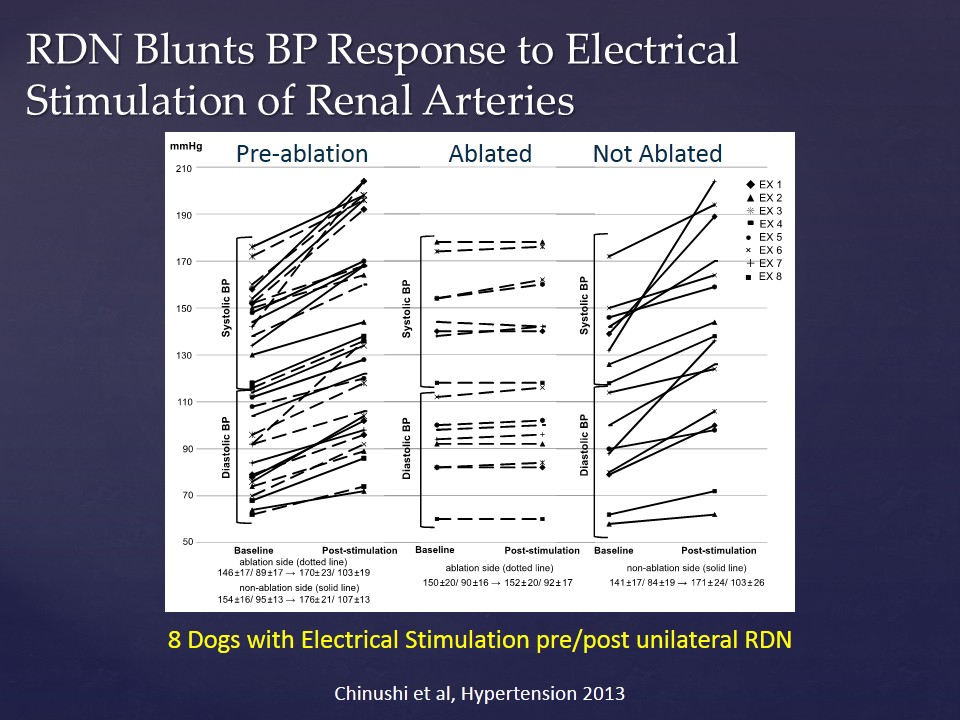 RDN Blunts BP Response to Electrical
Stimulation of Renal Arteries
mmHg
Pre-ablation
Ablated
Not Ablated
210
190
170
150
130
110
90
70
50
EX 1
EX 2
EX 3
EX 4
EX 5
EX 6
EX 7
EX 8
Systolic BP
Diastolic BP
Systolic BP
Diastolic BP
Systolic BP
Diastolic BP
Baseline
Post-stimulation
ablation side (dotted line)
146±17/ 89±17 → 170±23/ 103±19
non-ablation side (solid line)
154±16/ 95±13 → 176±21/ 107±13
Baseline
Post-stimulation
ablation side (dotted line)
150±20/ 90±16 → 152±20/ 92±17
Baseline
Post-stimulation
non-ablation side (solid line)
141±17/ 84±19 → 171±24/ 103±26
8 Dogs with Electrical Stimulation pre/post unilateral RDN
Chinushi et al, Hypertension 2013